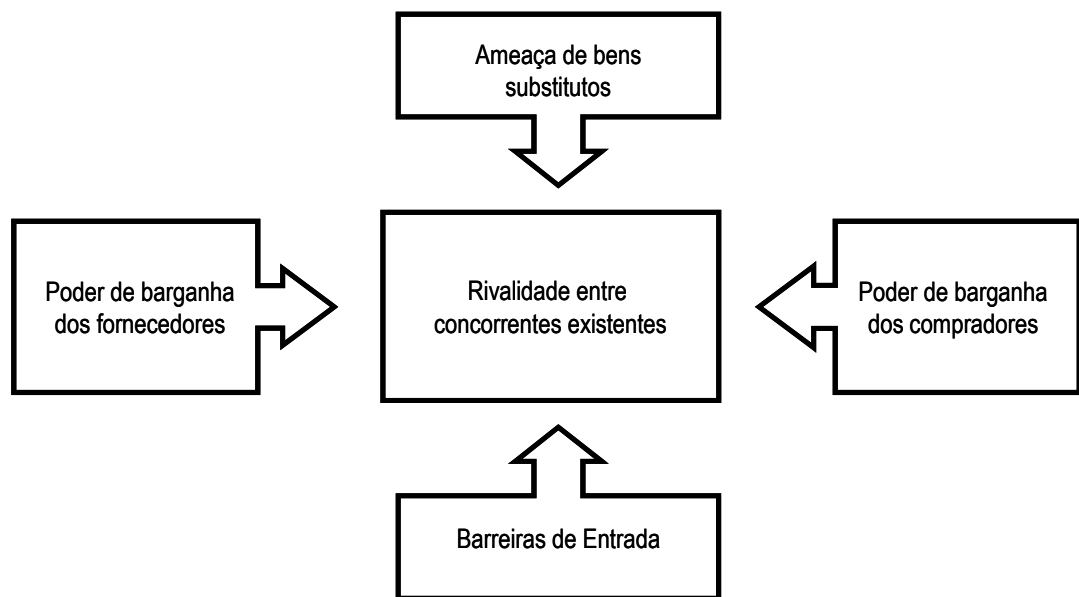 Ameaça de bens
substitutos
Poder de barganha
dos fornecedores
Rivalidade entre
concorrentes existentes
Poder de barganha
dos compradores
Barreiras de Entrada